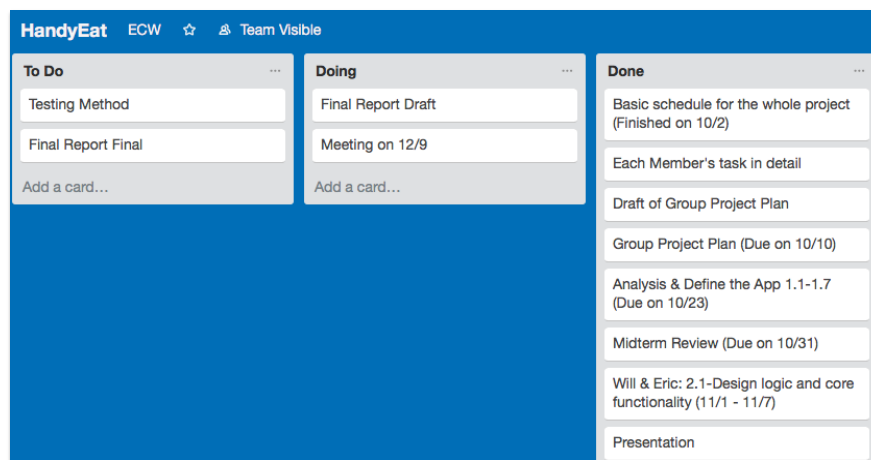 HandyEat ECW Team Visible
To Do ...
Testing Method
Final Report Final
Add a card...
Doing ...
Final Report Draft
Meeting on 12/9
Add a card...
Done ...
Basic schedule for the whole project
(Finished on 10/2)
Each Member's task in detail
Draft of Group Project Plan
Group Project Plan (Due on 10/10)
Analysis & Define the App 1.1-1.7
(Due on 10/23)
Midterm Review (Due on 10/31)
Will & Eric: 2.1-Design logic and core
functionality (11/1 - 11/7)
Presentation